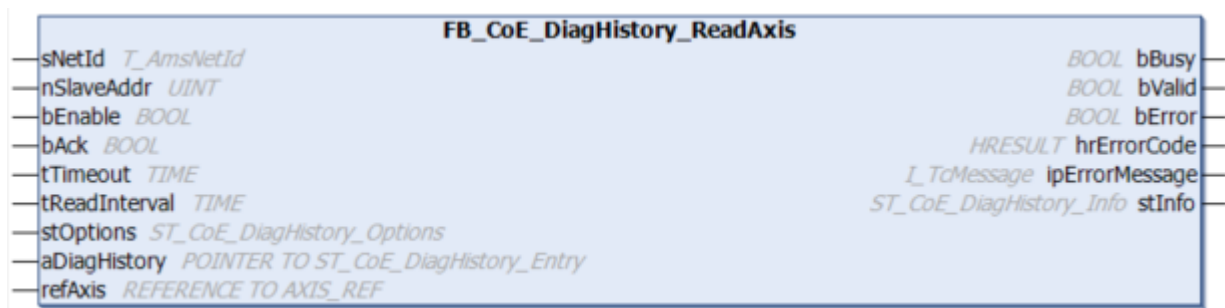 FB_CoE_DiagHistory_ReadAxis
sNetId T_AmsNetId BOOL bBusy
nSlaveAddr UINT BOOL bValid
bEnable BOOL BOOL bError
bAck BOOL HRESULT hrErrorCode
tTimeout TIME I_TcMessage ipErrorMessage
tReadInterval TIME ST_CoE_DiagHistory_Info stInfo
stOptions ST_CoE_DiagHistory_Options
aDiagHistory POINTER TO ST_CoE_DiagHistory_Entry
refAxis REFERENCE TO AXIS_REF